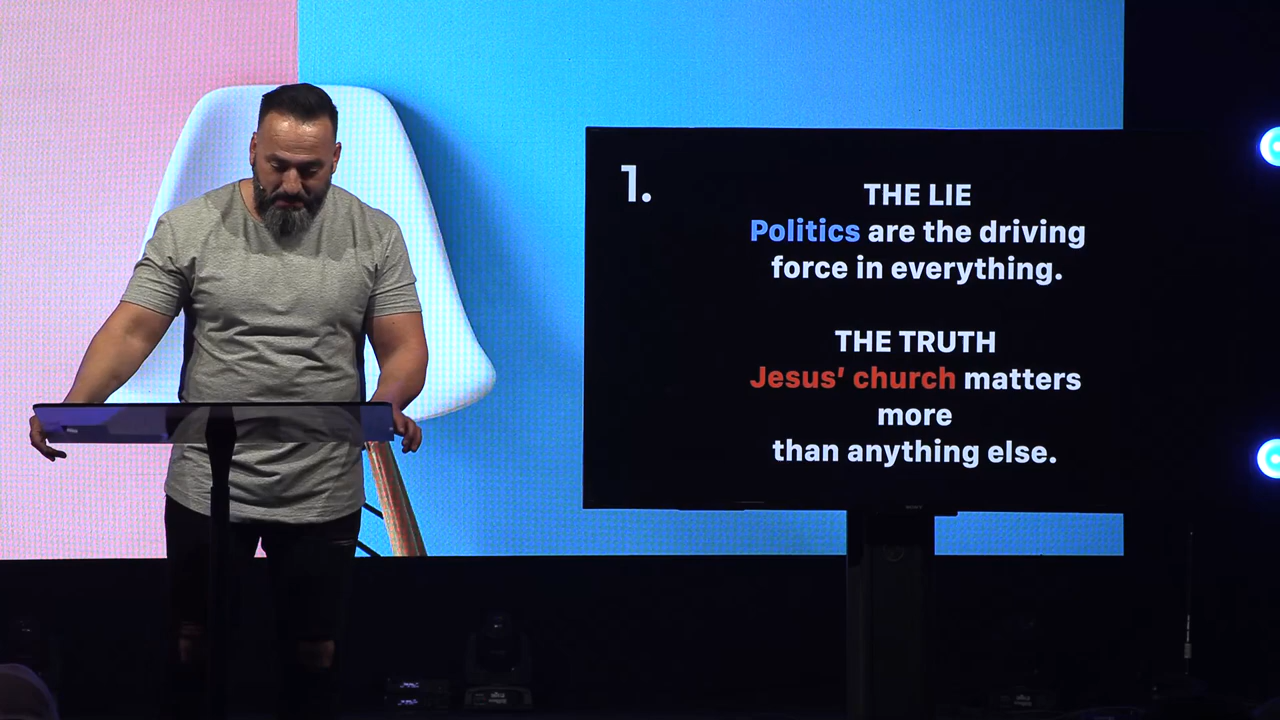 1.
THE LIE
Politics are the driving
force in everything.
THE TRUTH
Jesus’ church matters
more
than anything else.
SONY